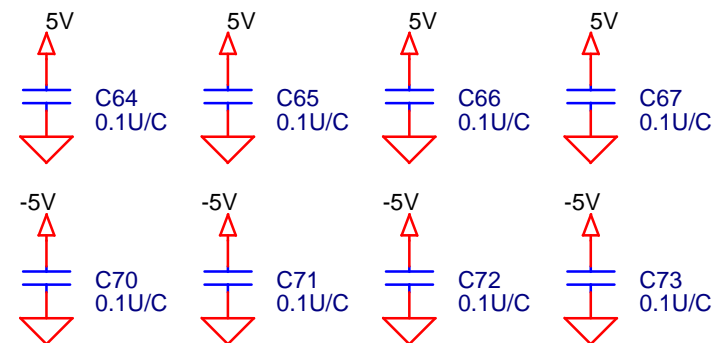 5V 5V 5V 5V
C64 C65 C66 C67
0.1U/C 0.1U/C 0.1U/C 0.1U/C
-5V -5V -5V -5V
C70 C71 C72 C73
0.1U/C 0.1U/C 0.1U/C 0.1U/C